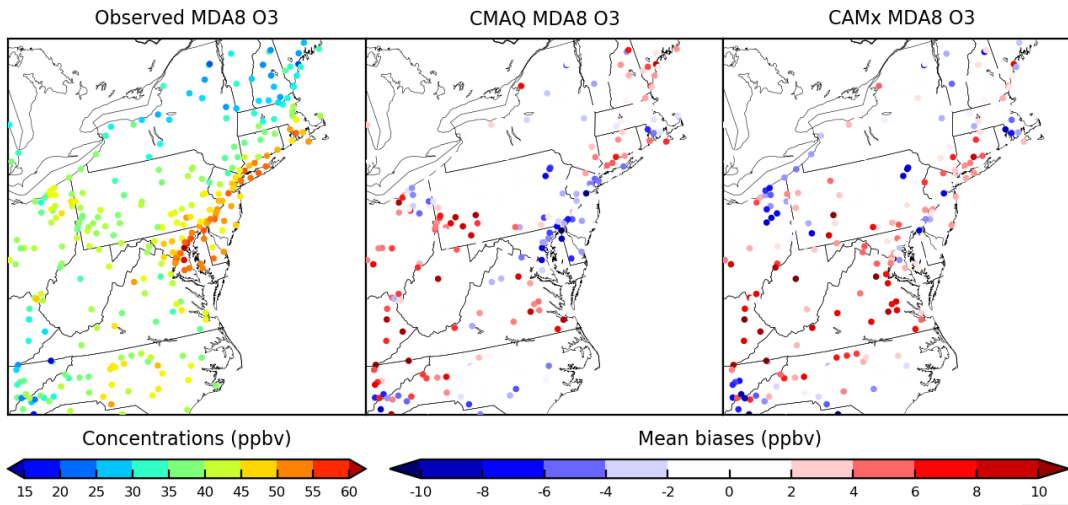 Observed MDA8 O3 CMAQ MDA8 O3 CAMx MDA8 O3
Concentrations (ppbv) Mean biases (ppbv)
15 20 25 30 35 40 45 50 55 60 -10 -8 -6 -4 -2 0 2 4 6 8 10